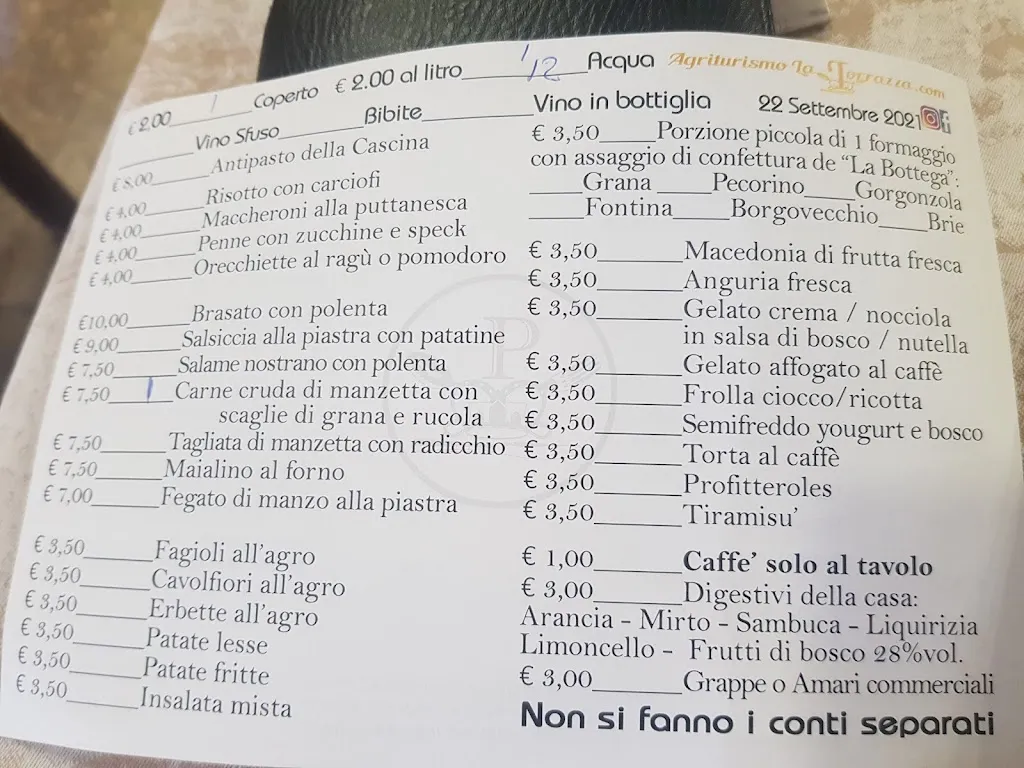 € 2.00 1 Coperto € 2.00 al litro 1/2 Acqua Agriturismo La Torrazza.com
Vino Sfuso Bibite Vino in bottiglia 22 Settembre 2021
€ 8,00 Antipasto della Cascina
€ 4,00 Risotto con carciofi
€ 4,00 Maccheroni alla puttanesca
€ 4,00 Penne con zucchine e speck
€ 4,00 Orecchiette al ragù o pomodoro
€10,00 Brasato con polenta
€ 9,00 Salsiccia alla piastra con patatine
€ 7,50 Salame nostrano con polenta
€ 7,50 1 Carne cruda di manzetta con
scaglie di grana e rucola
€ 7,50 Tagliata di manzetta con radicchio
€ 7,50 Maialino al forno
€ 7,00 Fegato di manzo alla piastra
€ 3,50 Fagioli all'agro
€ 3,50 Cavolfiori all'agro
€ 3,50 Erbette all'agro
€ 3,50 Patate lesse
€ 3,50 Patate fritte
€ 3,50 Insalata mista
€ 3,50 Porzione piccola di 1 formaggio
con assaggio di confettura de "La Bottega":
Grana Pecorino Gorgonzola
Fontina Borgovecchio Brie
€ 3,50 Macedonia di frutta fresca
€ 3,50 Anguria fresca
€ 3,50 Gelato crema / nocciola
in salsa di bosco / nutella
€ 3,50 Gelato affogato al caffè
€ 3,50 Frolla ciocco/ricotta
€ 3,50 Semifreddo yougurt e bosco
€ 3,50 Torta al caffè
€ 3,50 Profitteroles
€ 3,50 Tiramisu'
€ 1,00 Caffe' solo al tavolo
€ 3,00 Digestivi della casa:
Arancia - Mirto - Sambuca - Liquirizia
Limoncello - Frutti di bosco 28%vol.
€ 3,00 Grappe o Amari commerciali
Non si fanno i conti separati